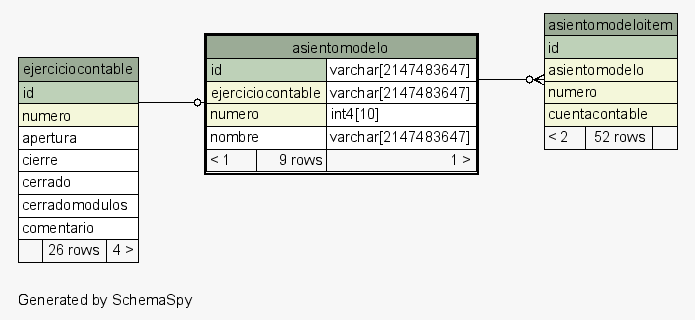 ejerciciocontable
id
numero
apertura
cierre
cerrado
cerradomodulos
comentario
26 rows 4 >
asientomodelo
id varchar[2147483647]
ejerciciocontable varchar[2147483647]
numero int4[10]
nombre varchar[2147483647]
< 1 9 rows 1 >
asientomodeloitem
id
asientomodelo
numero
cuentacontable
< 2 52 rows
Generated by SchemaSpy